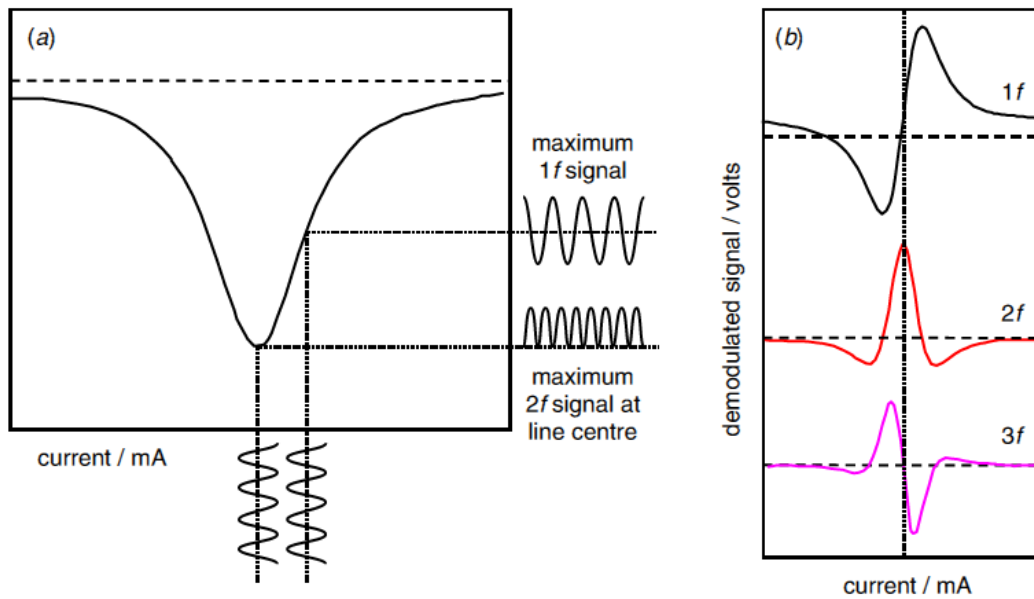 (a)
maximum
1f signal
maximum
2f signal at
line centre
current / mA
(b)
demodulated signal / volts
1f
2f
3f
current / mA